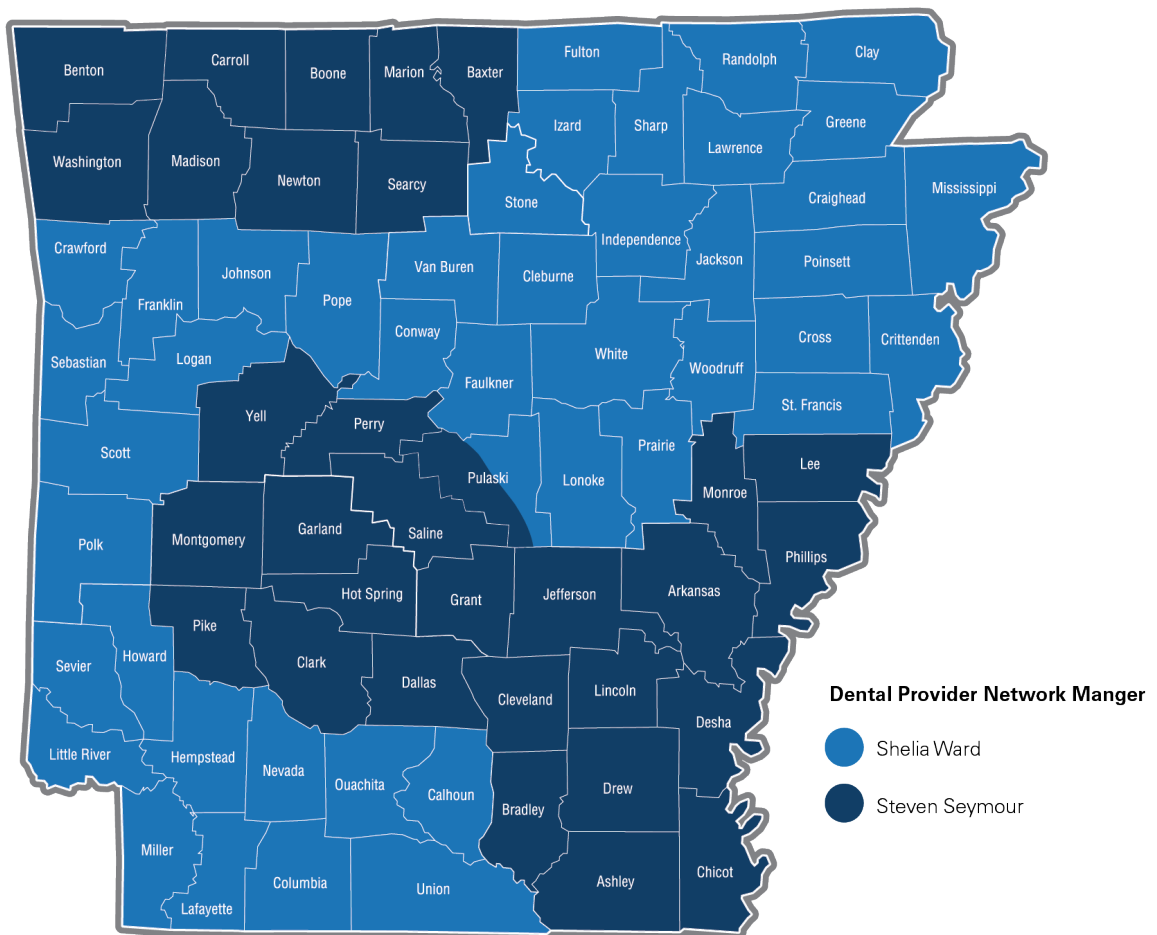 Fulton
Randolph
Clay
Benton
Carroll
Boone
Marion
Baxter
Izard
Sharp
Greene
Lawrence
Washington
Madison
Newton
Searcy
Stone
Craighead
Mississippi
Crawford
Johnson
Van Buren
Cleburne
Independence
Jackson
Poinsett
Franklin
Pope
Conway
Cross
Crittenden
Sebastian
Logan
Faulkner
White
Woodruff
St. Francis
Yell
Perry
Scott
Pulaski
Lonoke
Prairie
Lee
Monroe
Polk
Montgomery
Garland
Saline
Phillips
Hot Spring
Grant
Jefferson
Arkansas
Pike
Sevier
Howard
Clark
Dallas
Cleveland
Lincoln
Desha
Little River
Hempstead
Nevada
Ouachita
Calhoun
Bradley
Drew
Miller
Lafayette
Columbia
Union
Ashley
Chicot
Dental Provider Network Manger
Shelia Ward
Steven Seymour